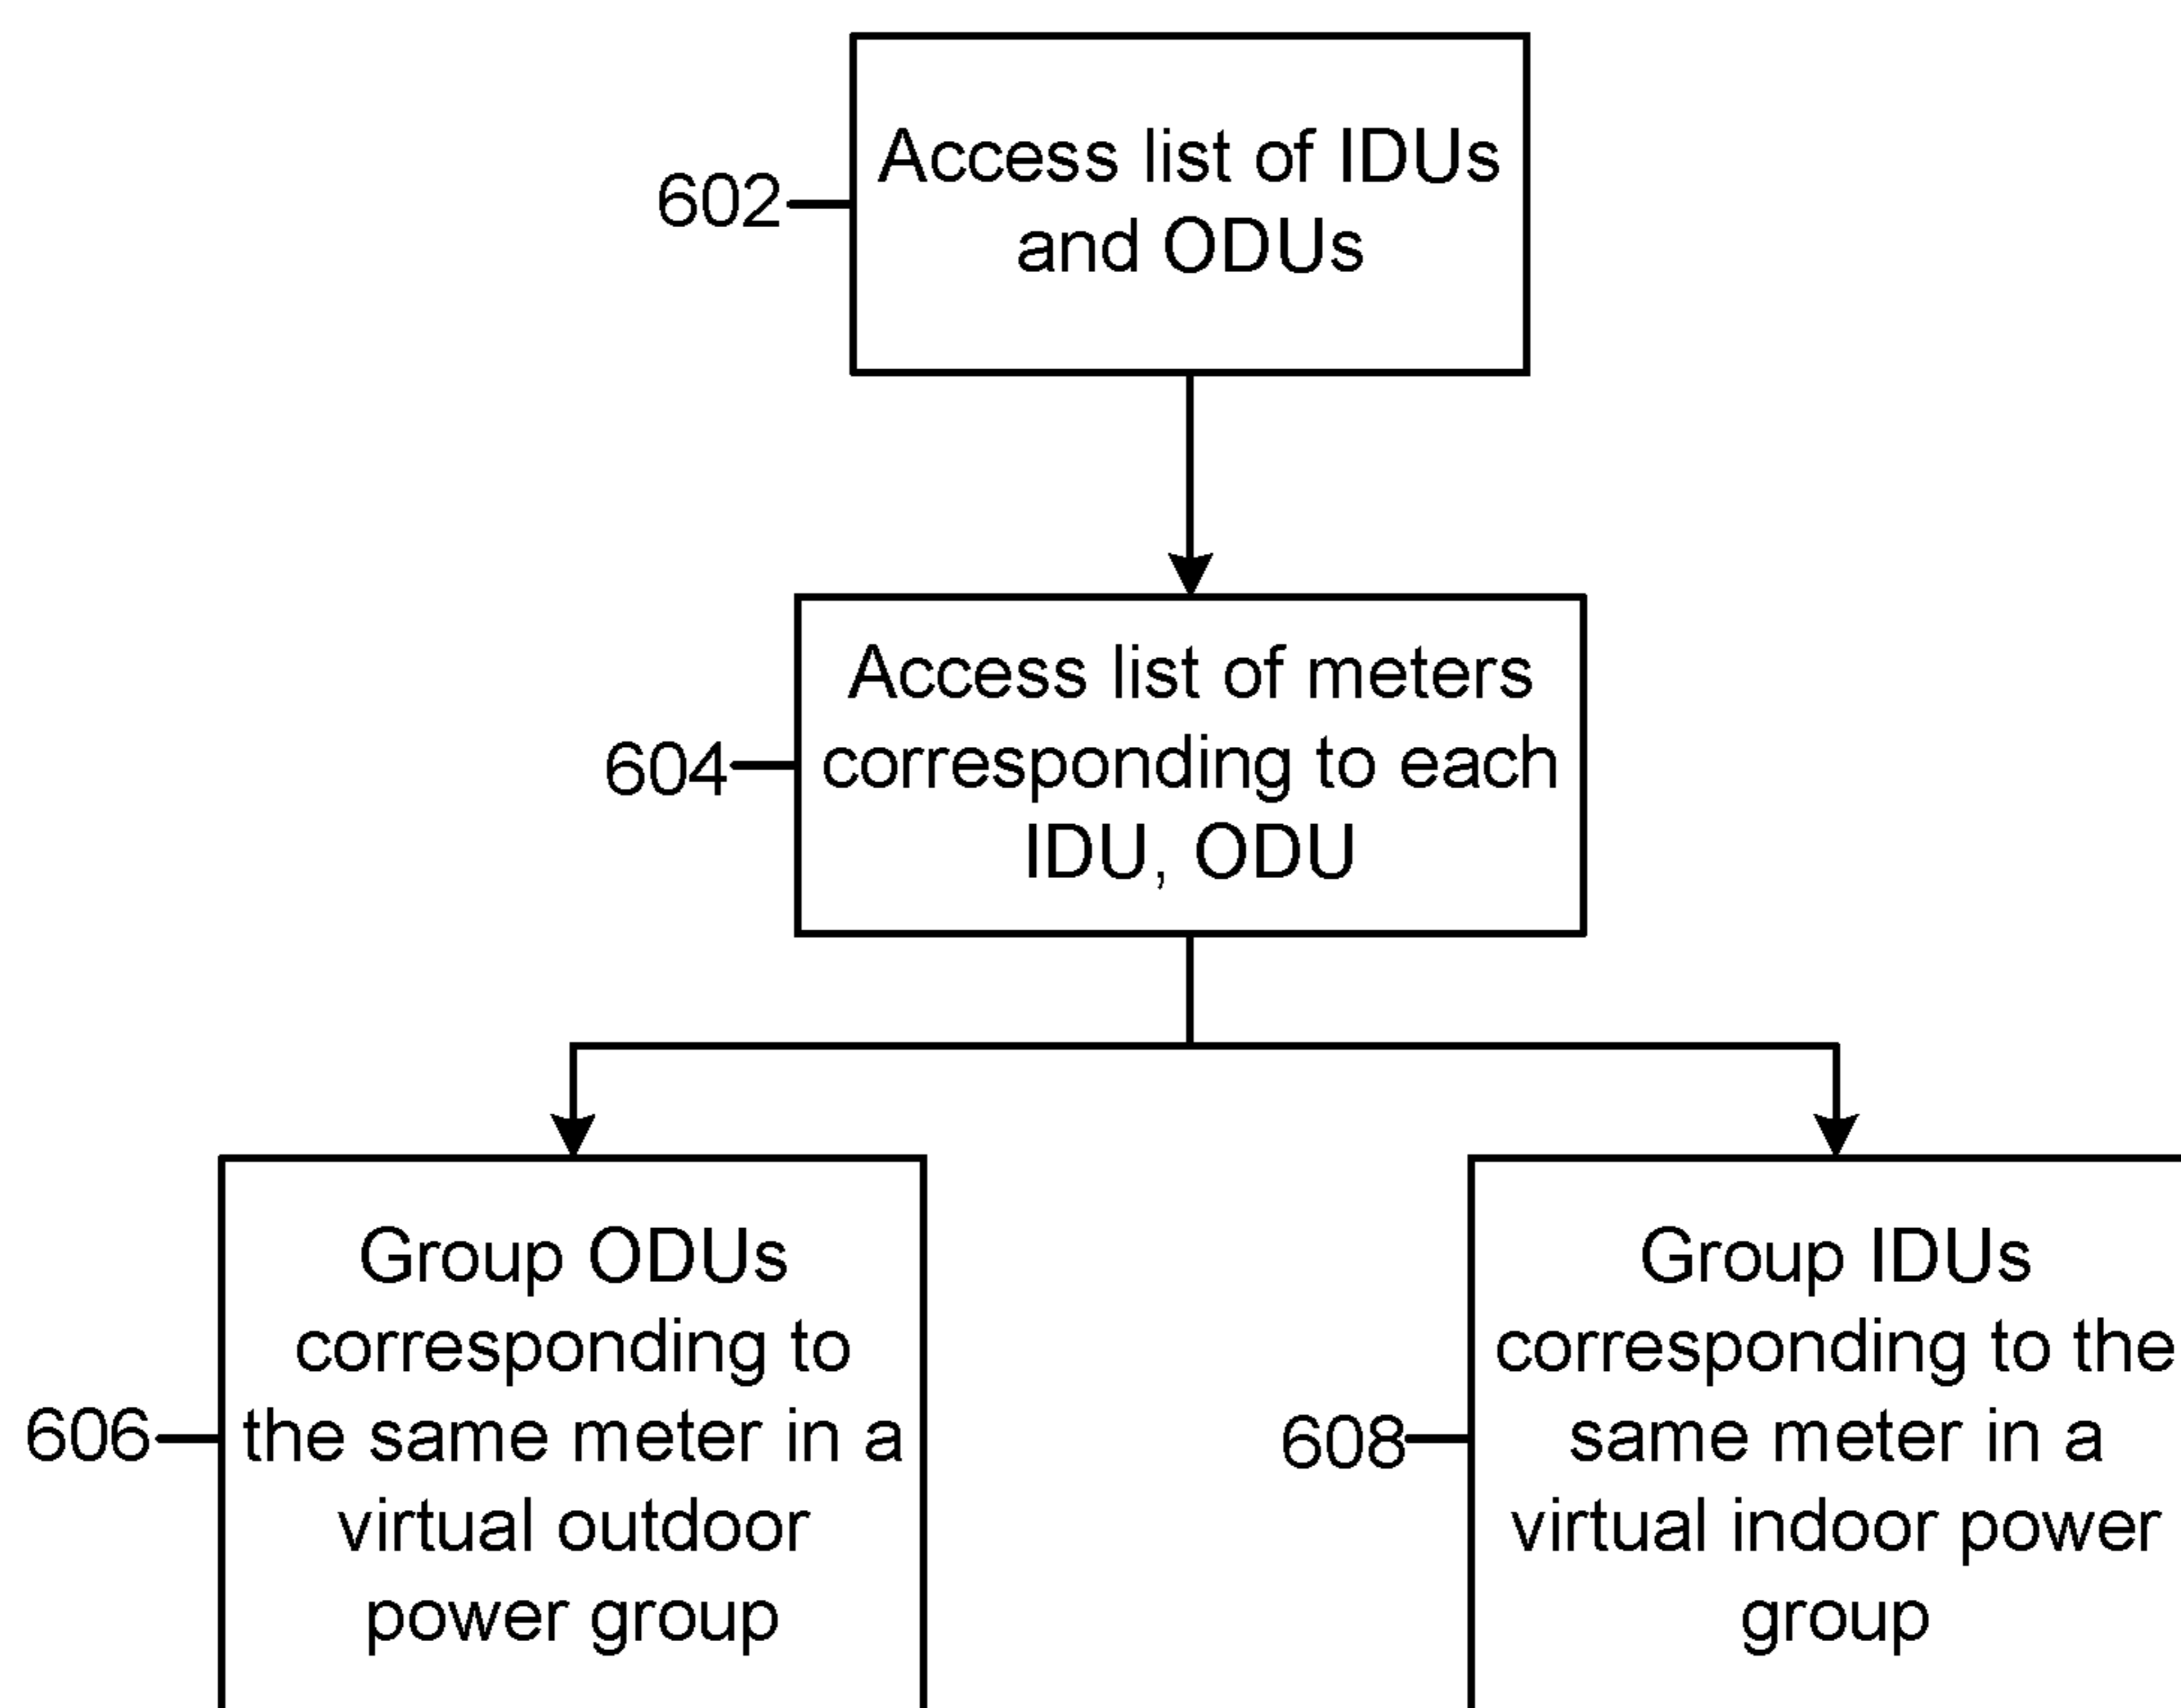 602
Access list of IDUs
and ODUs
604
Access list of meters
corresponding to each
IDU, ODU
606
Group ODUs
corresponding to
the same meter in a
virtual outdoor
power group
608
Group IDUs
corresponding to the
same meter in a
virtual indoor power
group